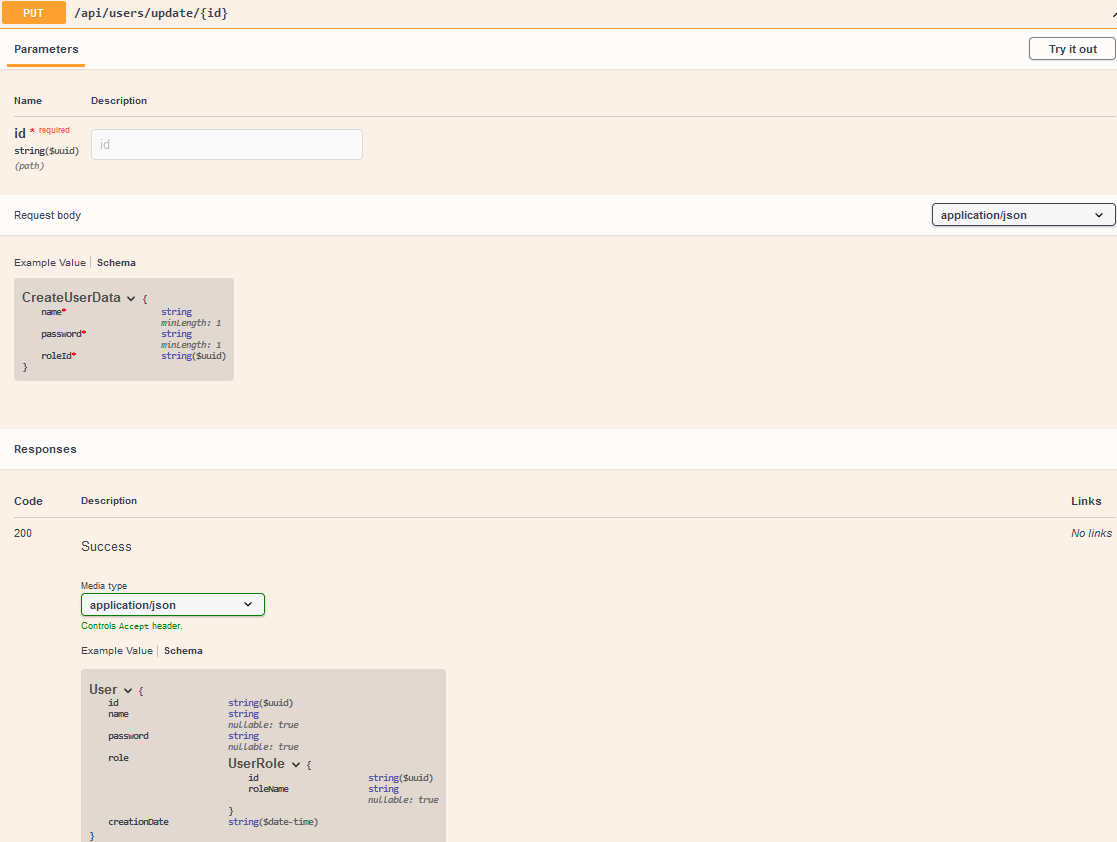 PUT /api/users/update/{id}
Parameters
Try it out
Name Description
id * required
string($uuid)
(path)
id
Request body
application/json
Example Value Schema
CreateUserData {
name* string
minLength: 1
password* string
minLength: 1
roleId* string($uuid)
}
Responses
Code Description Links
200 No links
Success
Media type
application/json
Controls Accept header.
Example Value Schema
User {
id string($uuid)
name string
nullable: true
password string
nullable: true
role
UserRole {
id string($uuid)
roleName string
nullable: true
}
creationDate string($date-time)
}